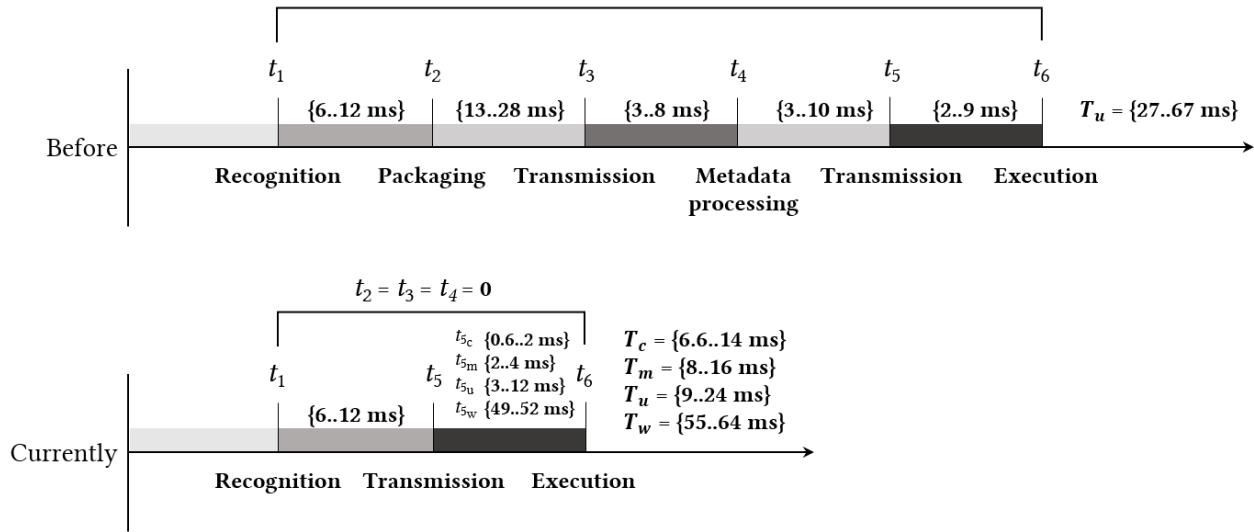 t1 t2 t3 t4 t5 t6
{6..12 ms} {13..28 ms} {3..8 ms} {3..10 ms} {2..9 ms} Tu = {27..67 ms}
Before
Recognition Packaging Transmission Metadata processing Transmission Execution
t2 = t3 = t4 = 0
t5c {0.6..2 ms} Tc = {6.6..14 ms}
t5m {2..4 ms} Tm = {8..16 ms}
t1 t5 t6
t5u {3..12 ms} Tu = {9..24 ms}
{6..12 ms} t5w {49..52 ms} Tw = {55..64 ms}
Currently
Recognition Transmission Execution